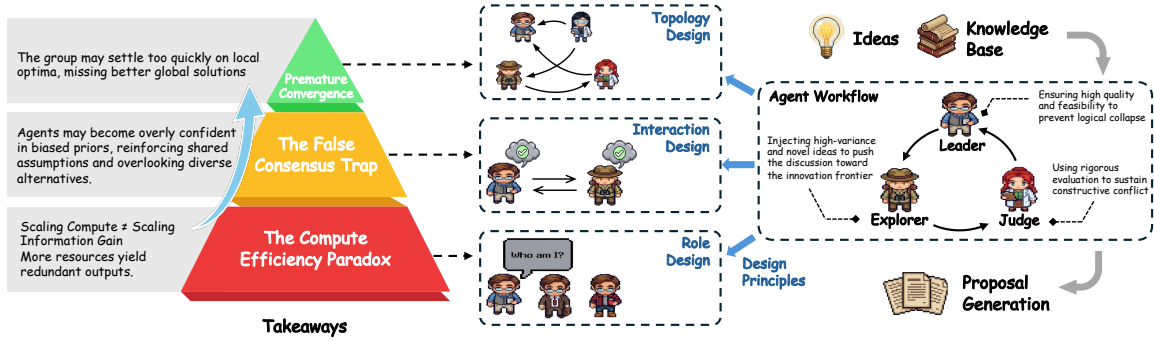 The group may settle too quickly on local
optima, missing better global solutions
Agents may become overly confident
in biased priors, reinforcing shared
assumptions and overlooking diverse
alternatives.
Scaling Compute ≠ Scaling
Information Gain
More resources yield
redundant outputs.
Premature
Convergence
The False
Consensus Trap
The Compute
Efficiency Paradox
Takeaways
Topology
Design
Interaction
Design
Role
Design
Who am I?
Design
Principles
Ideas
Knowledge
Base
Agent Workflow
Ensuring high quality
and feasibility to
prevent logical collapse
Leader
Injecting high-variance
and novel ideas to push
the discussion toward
the innovation frontier
Using rigorous
evaluation to sustain
constructive conflict
Explorer
Judge
Proposal
Generation